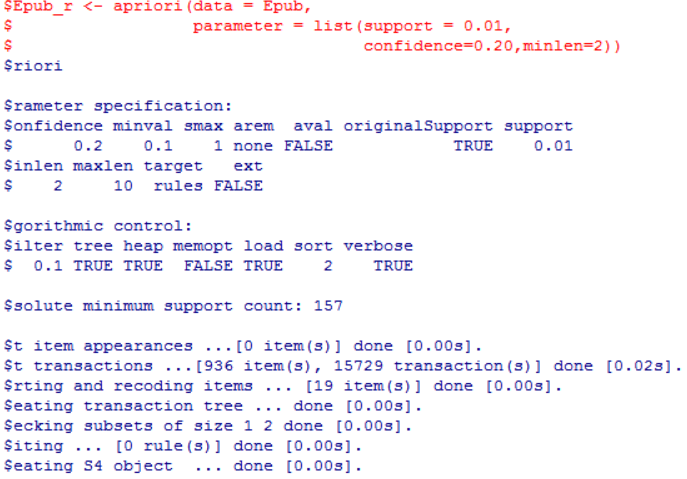 $Epub_r <- apriori(data = Epub,
$                  parameter = list(support = 0.01,
$                                   confidence=0.20,minlen=2))
$riori

$rameter specification:
$onfidence minval smax arem  aval originalSupport support
$      0.2    0.1    1 none FALSE            TRUE    0.01
$inlen maxlen target   ext
$    2     10  rules FALSE

$gorithmic control:
$ilter tree heap memopt load sort verbose
$  0.1 TRUE TRUE  FALSE TRUE    2    TRUE

$solute minimum support count: 157

$t item appearances ...[0 item(s)] done [0.00s].
$t transactions ...[936 item(s), 15729 transaction(s)] done [0.02s].
$rting and recoding items ... [19 item(s)] done [0.00s].
$eating transaction tree ... done [0.00s].
$ecking subsets of size 1 2 done [0.00s].
$iting ... [0 rule(s)] done [0.00s].
$eating S4 object  ... done [0.00s].